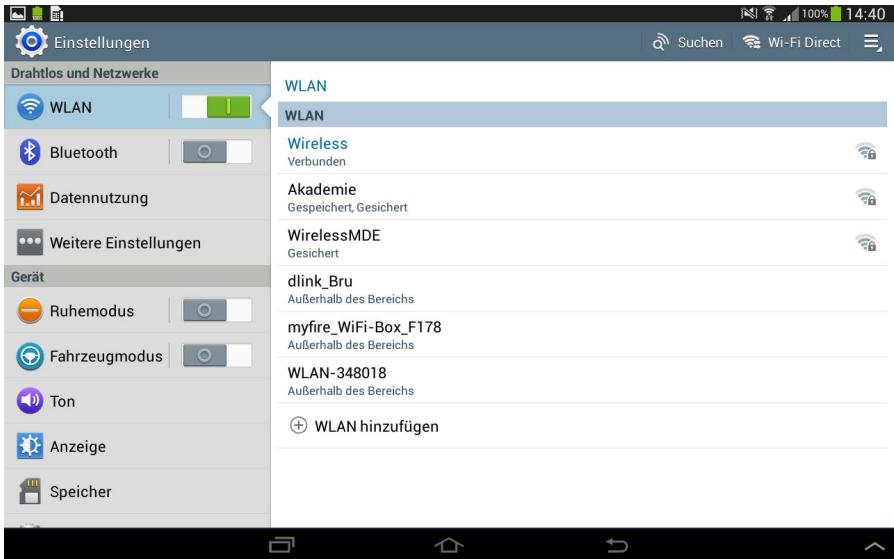 100% 14:40
Einstellungen Suchen Wi-Fi Direct
Drahtlos und Netzwerke
WLAN
Bluetooth
Datennutzung
Weitere Einstellungen
Gerät
Ruhemodus
Fahrzeugmodus
Ton
Anzeige
Speicher
WLAN
WLAN
Wireless
Verbunden
Akademie
Gespeichert, Gesichert
WirelessMDE
Gesichert
dlink_Bru
Außerhalb des Bereichs
myfire_WiFi-Box_F178
Außerhalb des Bereichs
WLAN-348018
Außerhalb des Bereichs
WLAN hinzufügen